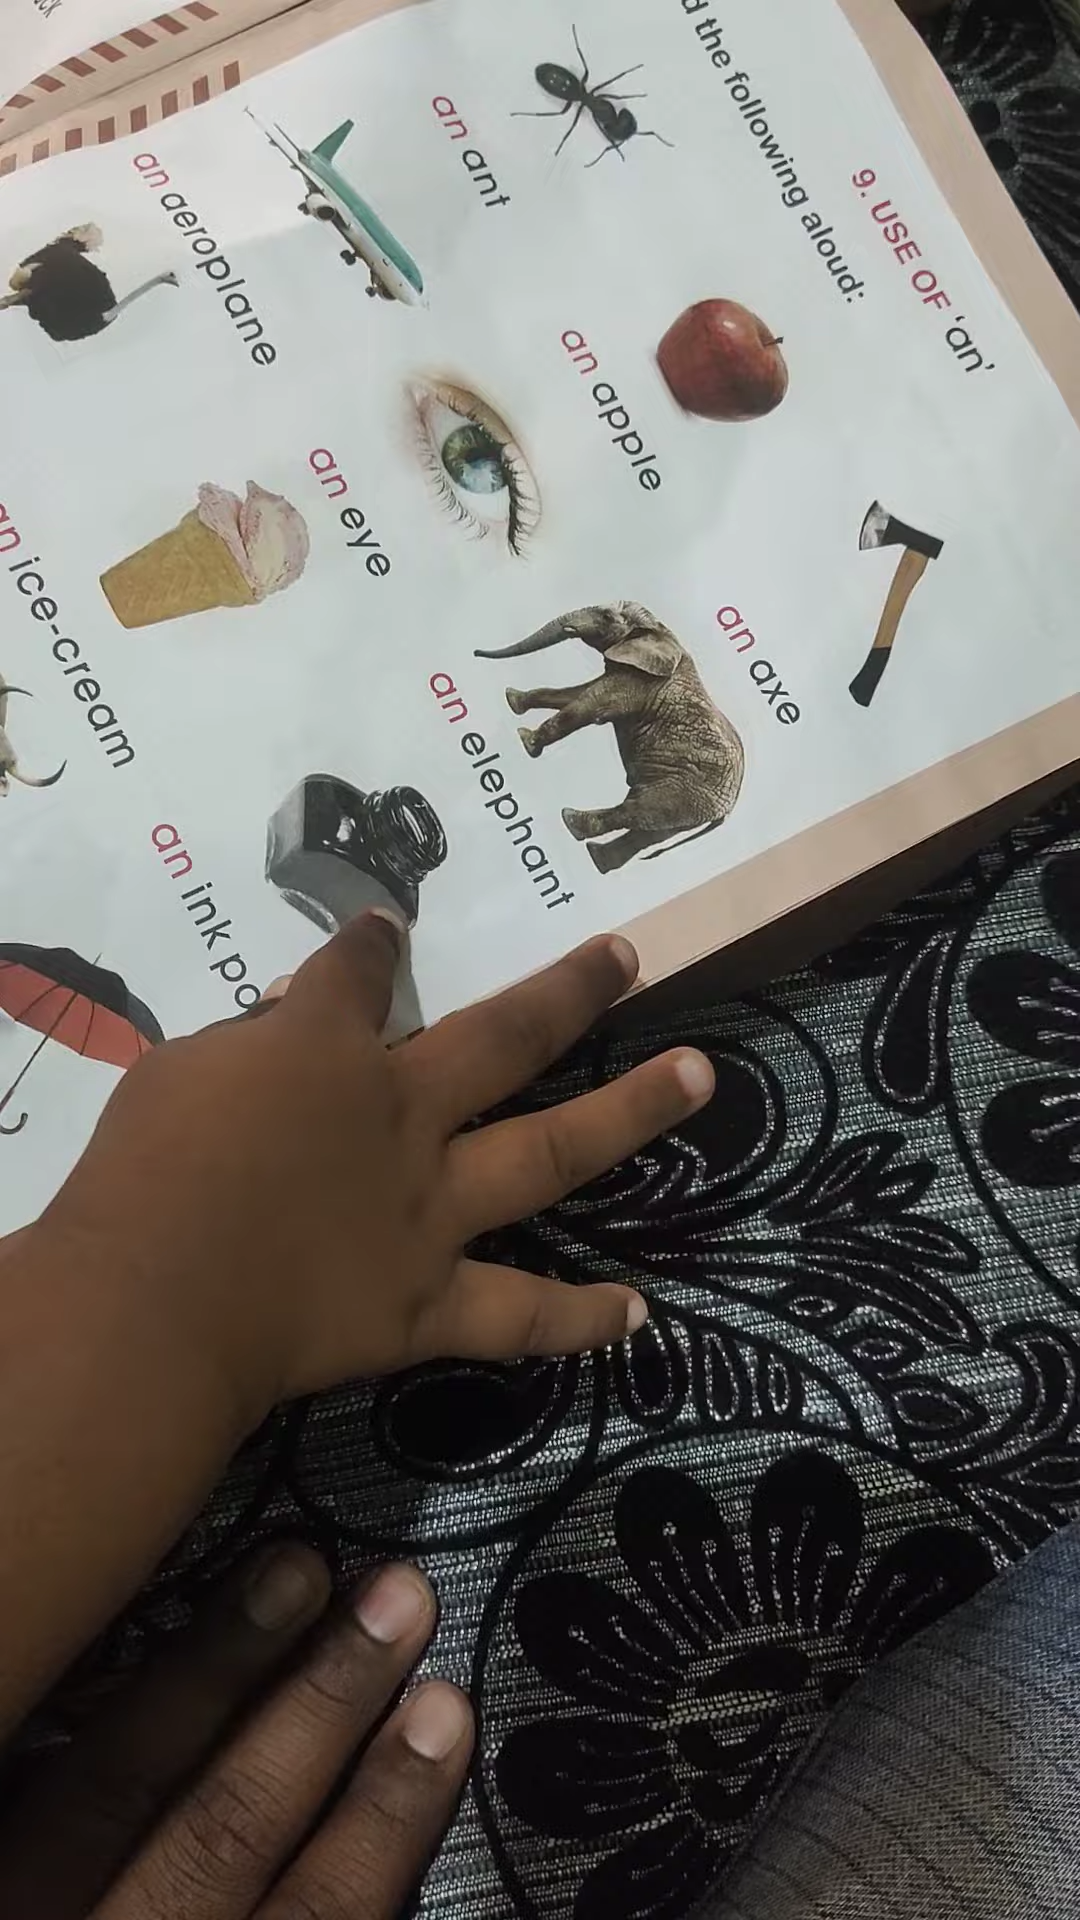 9. USE OF 'an'
the following aloud:
an ant
an apple
an axe
an aeroplane
an eye
an elephant
an ice-cream
an ink